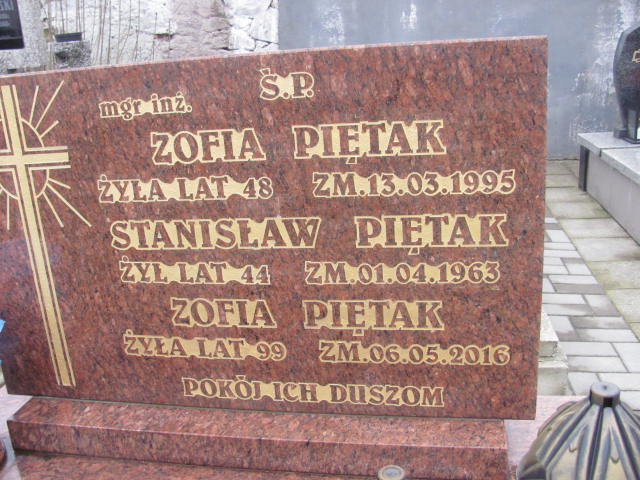 Ś.P.
mgr inż.
ZOFIA PIĘTAK
ŻYŁA LAT 48 ZM.13.03.1995
STANISŁAW PIĘTAK
ŻYŁ LAT 44 ZM.01.04.1963
ZOFIA PIĘTAK
ŻYŁA LAT 99 ZM.06.05.2016
POKÓJ ICH DUSZOM